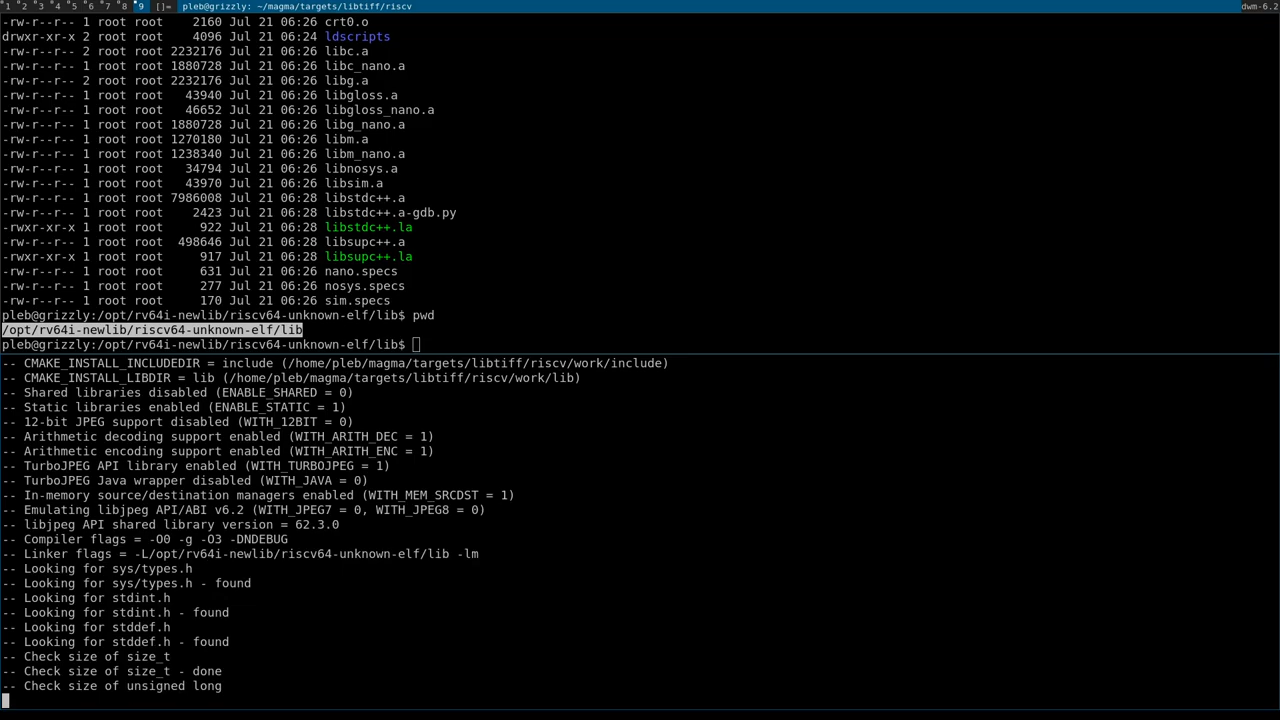 1 2 3 4 5 6 7 8 9 []= pleb@grizzly: ~/magma/targets/libtiff/riscv dwm-6.2
-rw-r--r-- 1 root root    2160 Jul 21 06:26 crt0.o
drwxr-xr-x 2 root root    4096 Jul 21 06:24 ldscripts
-rw-r--r-- 2 root root 2232176 Jul 21 06:26 libc.a
-rw-r--r-- 1 root root 1880728 Jul 21 06:26 libc_nano.a
-rw-r--r-- 2 root root 2232176 Jul 21 06:26 libg.a
-rw-r--r-- 1 root root   43940 Jul 21 06:26 libgloss.a
-rw-r--r-- 1 root root   46652 Jul 21 06:26 libgloss_nano.a
-rw-r--r-- 1 root root 1880728 Jul 21 06:26 libg_nano.a
-rw-r--r-- 1 root root 1270180 Jul 21 06:26 libm.a
-rw-r--r-- 1 root root 1238340 Jul 21 06:26 libm_nano.a
-rw-r--r-- 1 root root   34794 Jul 21 06:26 libnosys.a
-rw-r--r-- 1 root root   43970 Jul 21 06:26 libsim.a
-rw-r--r-- 1 root root 7986008 Jul 21 06:28 libstdc++.a
-rw-r--r-- 1 root root    2423 Jul 21 06:28 libstdc++.a-gdb.py
-rwxr-xr-x 1 root root     922 Jul 21 06:28 libstdc++.la
-rw-r--r-- 1 root root  498646 Jul 21 06:28 libsupc++.a
-rwxr-xr-x 1 root root     917 Jul 21 06:28 libsupc++.la
-rw-r--r-- 1 root root     631 Jul 21 06:26 nano.specs
-rw-r--r-- 1 root root     277 Jul 21 06:26 nosys.specs
-rw-r--r-- 1 root root     170 Jul 21 06:26 sim.specs
pleb@grizzly:/opt/rv64i-newlib/riscv64-unknown-elf/lib$ pwd
/opt/rv64i-newlib/riscv64-unknown-elf/lib
pleb@grizzly:/opt/rv64i-newlib/riscv64-unknown-elf/lib$
-- CMAKE_INSTALL_INCLUDEDIR = include (/home/pleb/magma/targets/libtiff/riscv/work/include)
-- CMAKE_INSTALL_LIBDIR = lib (/home/pleb/magma/targets/libtiff/riscv/work/lib)
-- Shared libraries disabled (ENABLE_SHARED = 0)
-- Static libraries enabled (ENABLE_STATIC = 1)
-- 12-bit JPEG support disabled (WITH_12BIT = 0)
-- Arithmetic decoding support enabled (WITH_ARITH_DEC = 1)
-- Arithmetic encoding support enabled (WITH_ARITH_ENC = 1)
-- TurboJPEG API library enabled (WITH_TURBOJPEG = 1)
-- TurboJPEG Java wrapper disabled (WITH_JAVA = 0)
-- In-memory source/destination managers enabled (WITH_MEM_SRCDST = 1)
-- Emulating libjpeg API/ABI v6.2 (WITH_JPEG7 = 0, WITH_JPEG8 = 0)
-- libjpeg API shared library version = 62.3.0
-- Compiler flags = -O0 -g -O3 -DNDEBUG
-- Linker flags = -L/opt/rv64i-newlib/riscv64-unknown-elf/lib -lm
-- Looking for sys/types.h
-- Looking for sys/types.h - found
-- Looking for stdint.h
-- Looking for stdint.h - found
-- Looking for stddef.h
-- Looking for stddef.h - found
-- Check size of size_t
-- Check size of size_t - done
-- Check size of unsigned long